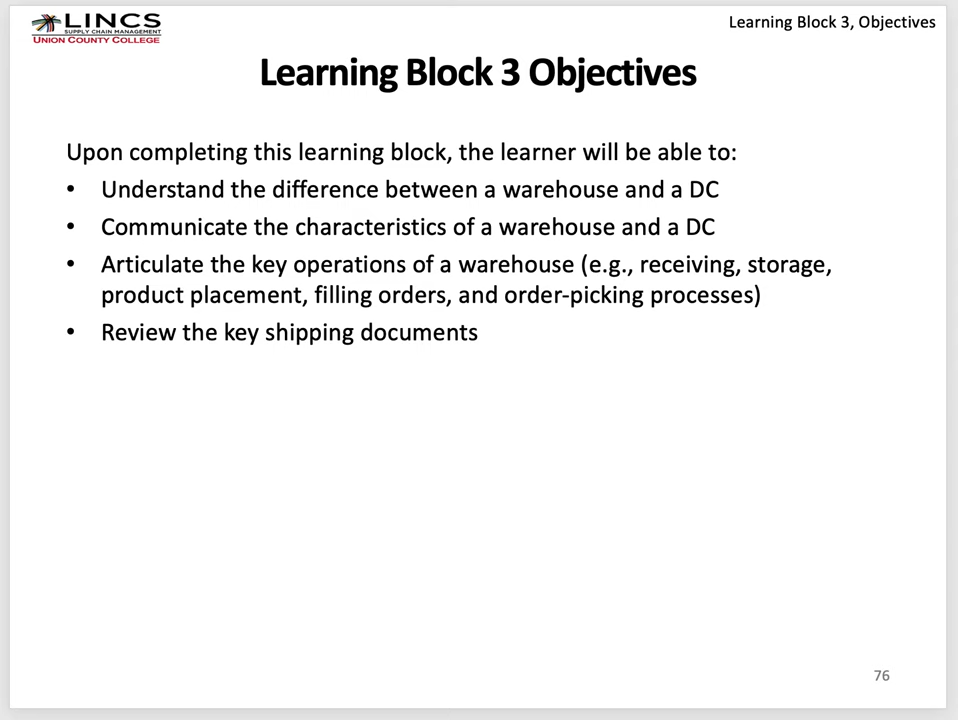 LINCS
SUPPLY CHAIN MANAGEMENT
UNION COUNTY COLLEGE
Learning Block 3, Objectives
Learning Block 3 Objectives
Upon completing this learning block, the learner will be able to:
• Understand the difference between a warehouse and a DC
• Communicate the characteristics of a warehouse and a DC
• Articulate the key operations of a warehouse (e.g., receiving, storage,
product placement, filling orders, and order-picking processes)
• Review the key shipping documents
76